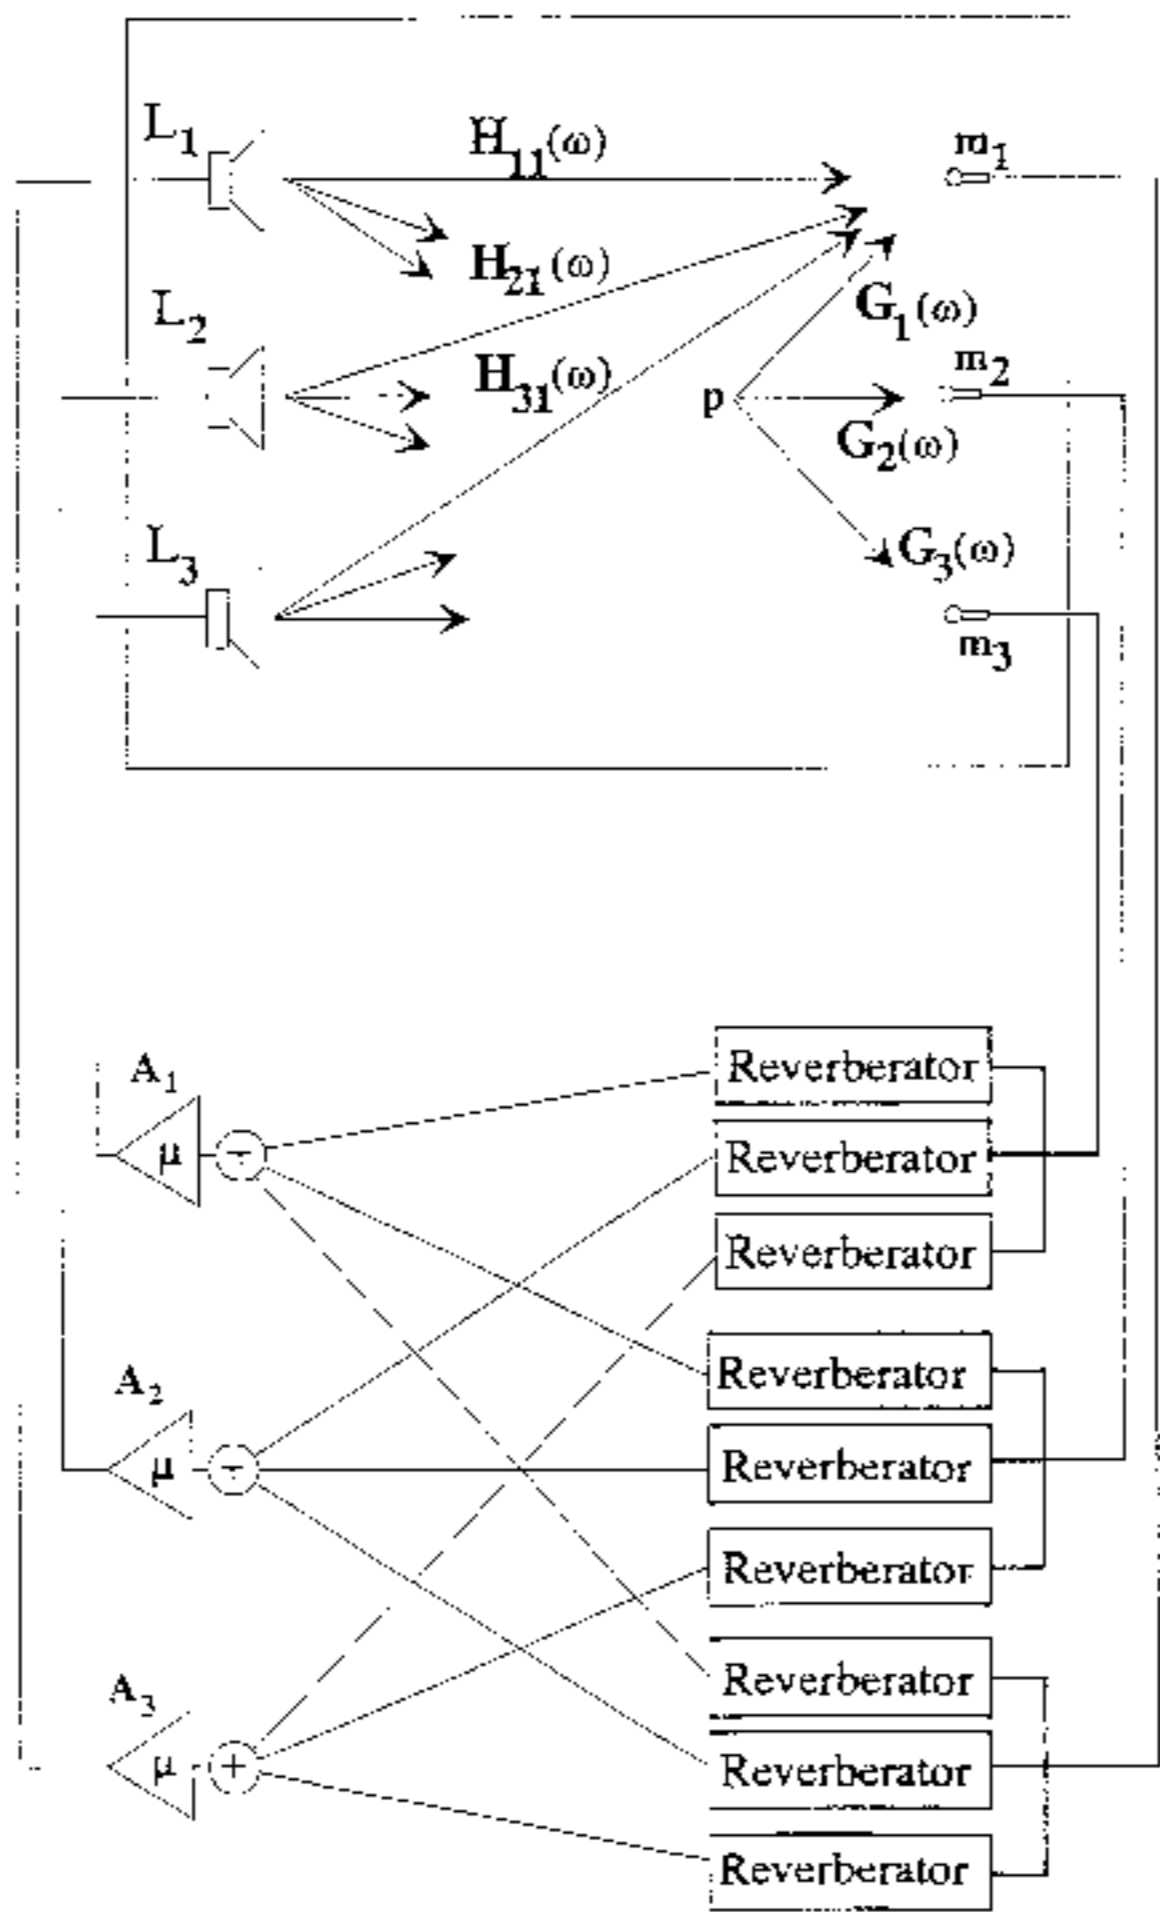 L1
H11(ω)
m1
H21(ω)
L2
G1(ω)
H31(ω)
m2
p
G2(ω)
L3
G3(ω)
m3
Reverberator
A1
μ
Reverberator
Reverberator
Reverberator
A2
μ
Reverberator
Reverberator
Reverberator
A3
μ
+
Reverberator
Reverberator